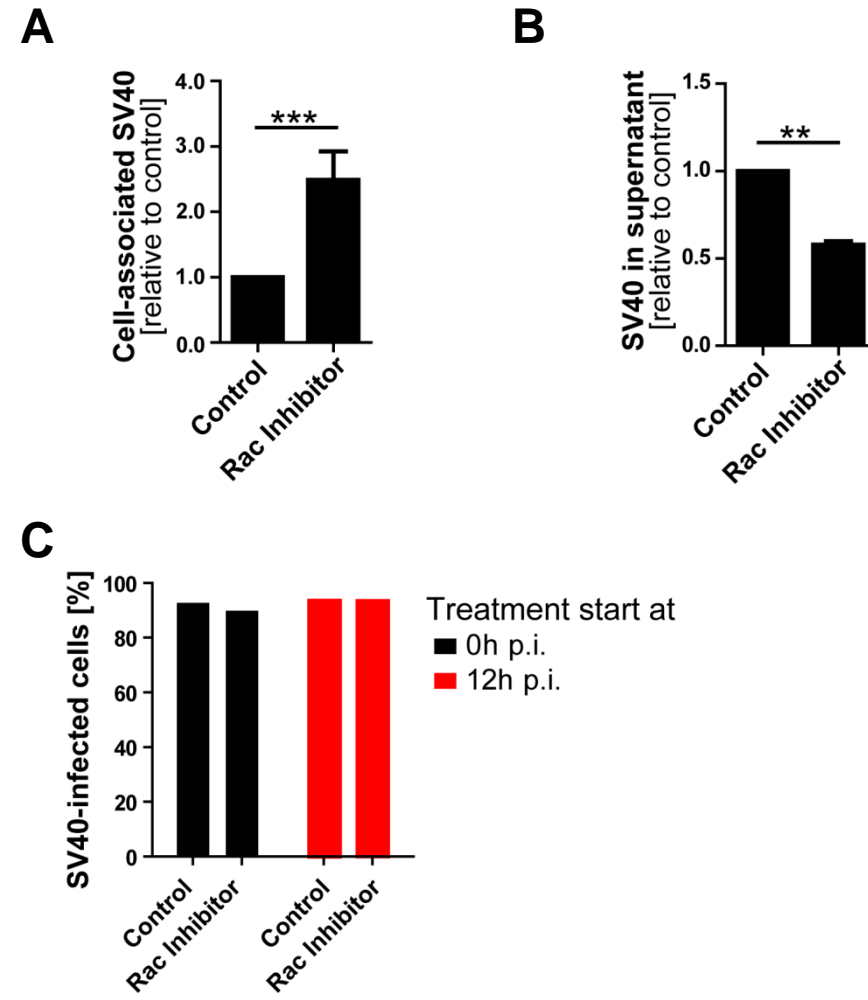 A
Cell-associated SV40
[relative to control]
4.0
3.0
2.0
1.0
0.0
***
Control
Rac Inhibitor
B
SV40 in supernatant
[relative to control]
1.5
1.0
0.5
0.0
**
Control
Rac Inhibitor
C
SV40-infected cells [%]
100
80
60
40
20
0
Control
Rac Inhibitor
Control
Rac Inhibitor
Treatment start at
0h p.i.
12h p.i.